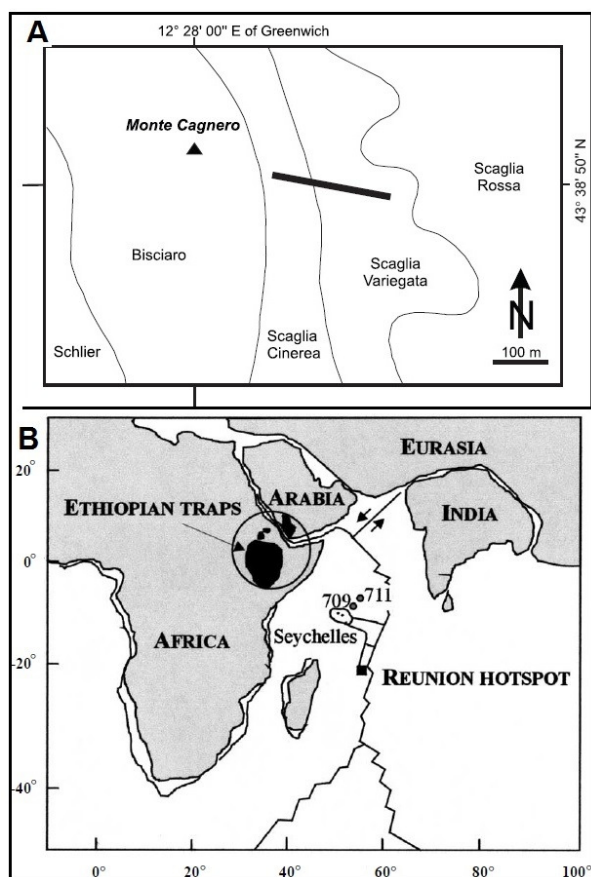 A
12° 28' 00" E of Greenwich
Monte Cagnero
Scaglia
Rossa
43° 38' 50" N
Bisciaro
Scaglia
Variegata
N
Schlier
Scaglia
Cinerea
100 m
B
EURASIA
20°
ARABIA
ETHIOPIAN TRAPS
INDIA
0°
711
709
AFRICA
Seychelles
-20°
REUNION HOTSPOT
-40°
0° 20° 40° 60° 80° 100°